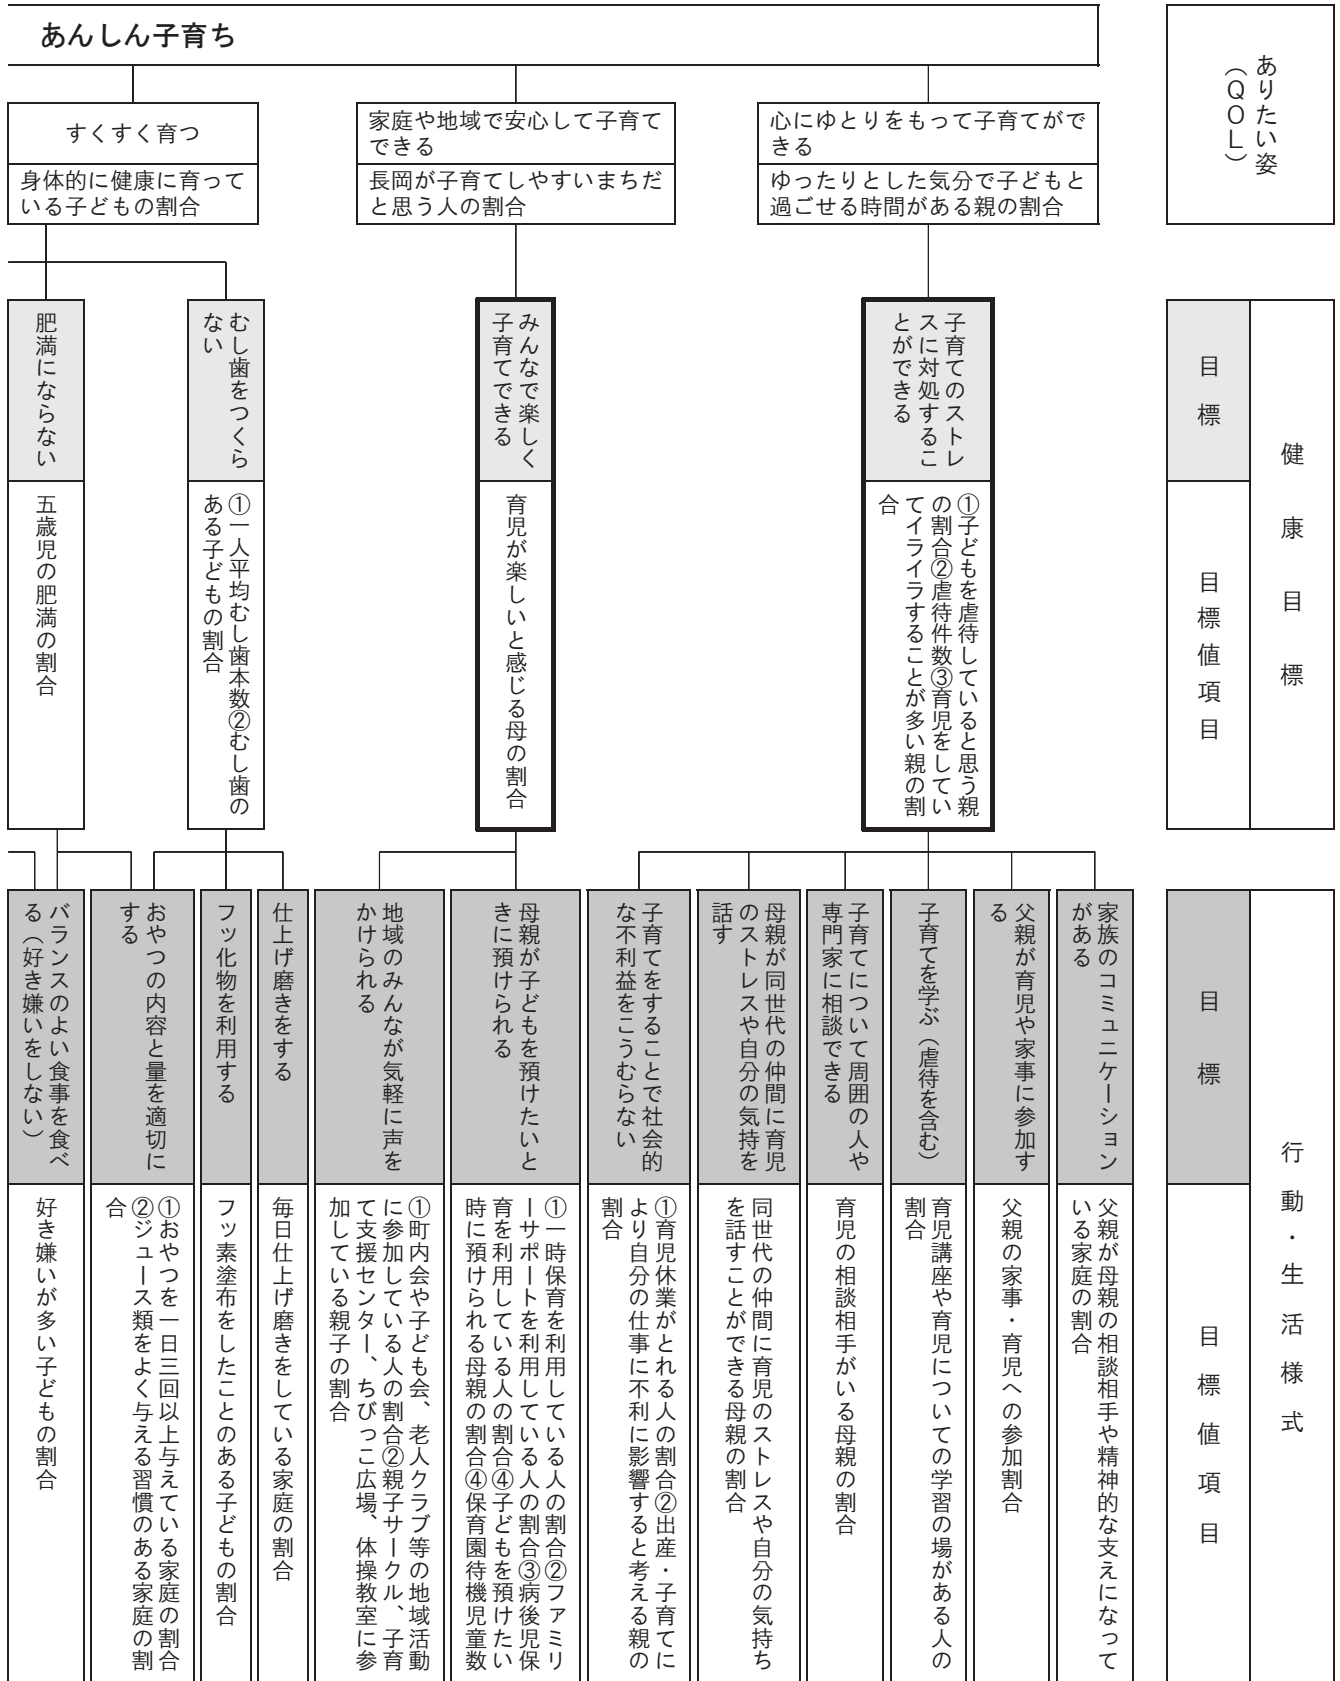 あんしん子育ち
ありたい姿
（ＱＯＬ）
心にゆとりをもって子育てがで
きる
ゆったりとした気分で子どもと
過ごせる時間がある親の割合
家庭や地域で安心して子育て
できる
長岡が子育てしやすいまちだ
と思う人の割合
すくすく育つ
身体的に健康に育って
いる子どもの割合
健康目標
目標
目標値項目
子育てのストレ
スに対処するこ
とができる
①子どもを虐待していると思う親
の割合②虐待件数③育児をしてい
てイライラすることが多い親の割
合
みんなで楽しく
子育てできる
育児が楽しいと感じる母の割合
むし歯をつくら
ない
①一人平均むし歯本数②むし歯の
ある子どもの割合
肥満にならない
五歳児の肥満の割合
行動・生活様式
目標
目標値項目
家族のコミュニケーション
がある
父親が母親の相談相手や精神的な支えになって
いる家庭の割合
父親が育児や家事に参加す
る
父親の家事・育児への参加割合
子育てを学ぶ（虐待を含む）
育児講座や育児についての学習の場がある人の
割合
子育てについて周囲の人や
専門家に相談できる
育児の相談相手がいる母親の割合
母親が同世代の仲間に育児
のストレスや自分の気持を
話す
同世代の仲間に育児のストレスや自分の気持ち
を話すことができる母親の割合
子育てをすることで社会的
な不利益をこうむらない
①育児休業がとれる人の割合②出産・子育てに
より自分の仕事に不利に影響すると考える親の
割合
母親が子どもを預けたいと
きに預けられる
①一時保育を利用している人の割合②ファミリ
ーサポートを利用している人の割合③病後児保
育を利用している人の割合④子どもを預けたい
時に預けられる母親の割合④保育園待機児童数
地域のみんなが気軽に声を
かけられる
①町内会や子ども会、老人クラブ等の地域活動
に参加している人の割合②親子サークル、子育
て支援センター、ちびっこ広場、体操教室に参
加している親子の割合
仕上げ磨きをする
毎日仕上げ磨きをしている家庭の割合
フッ化物を利用する
フッ素塗布をしたことのある子どもの割合
おやつの内容と量を適切に
する
①おやつを一日三回以上与えている家庭の割合
②ジュース類をよく与える習慣のある家庭の割
合
バランスのよい食事を食べ
る（好き嫌いをしない）
好き嫌いが多い子どもの割合